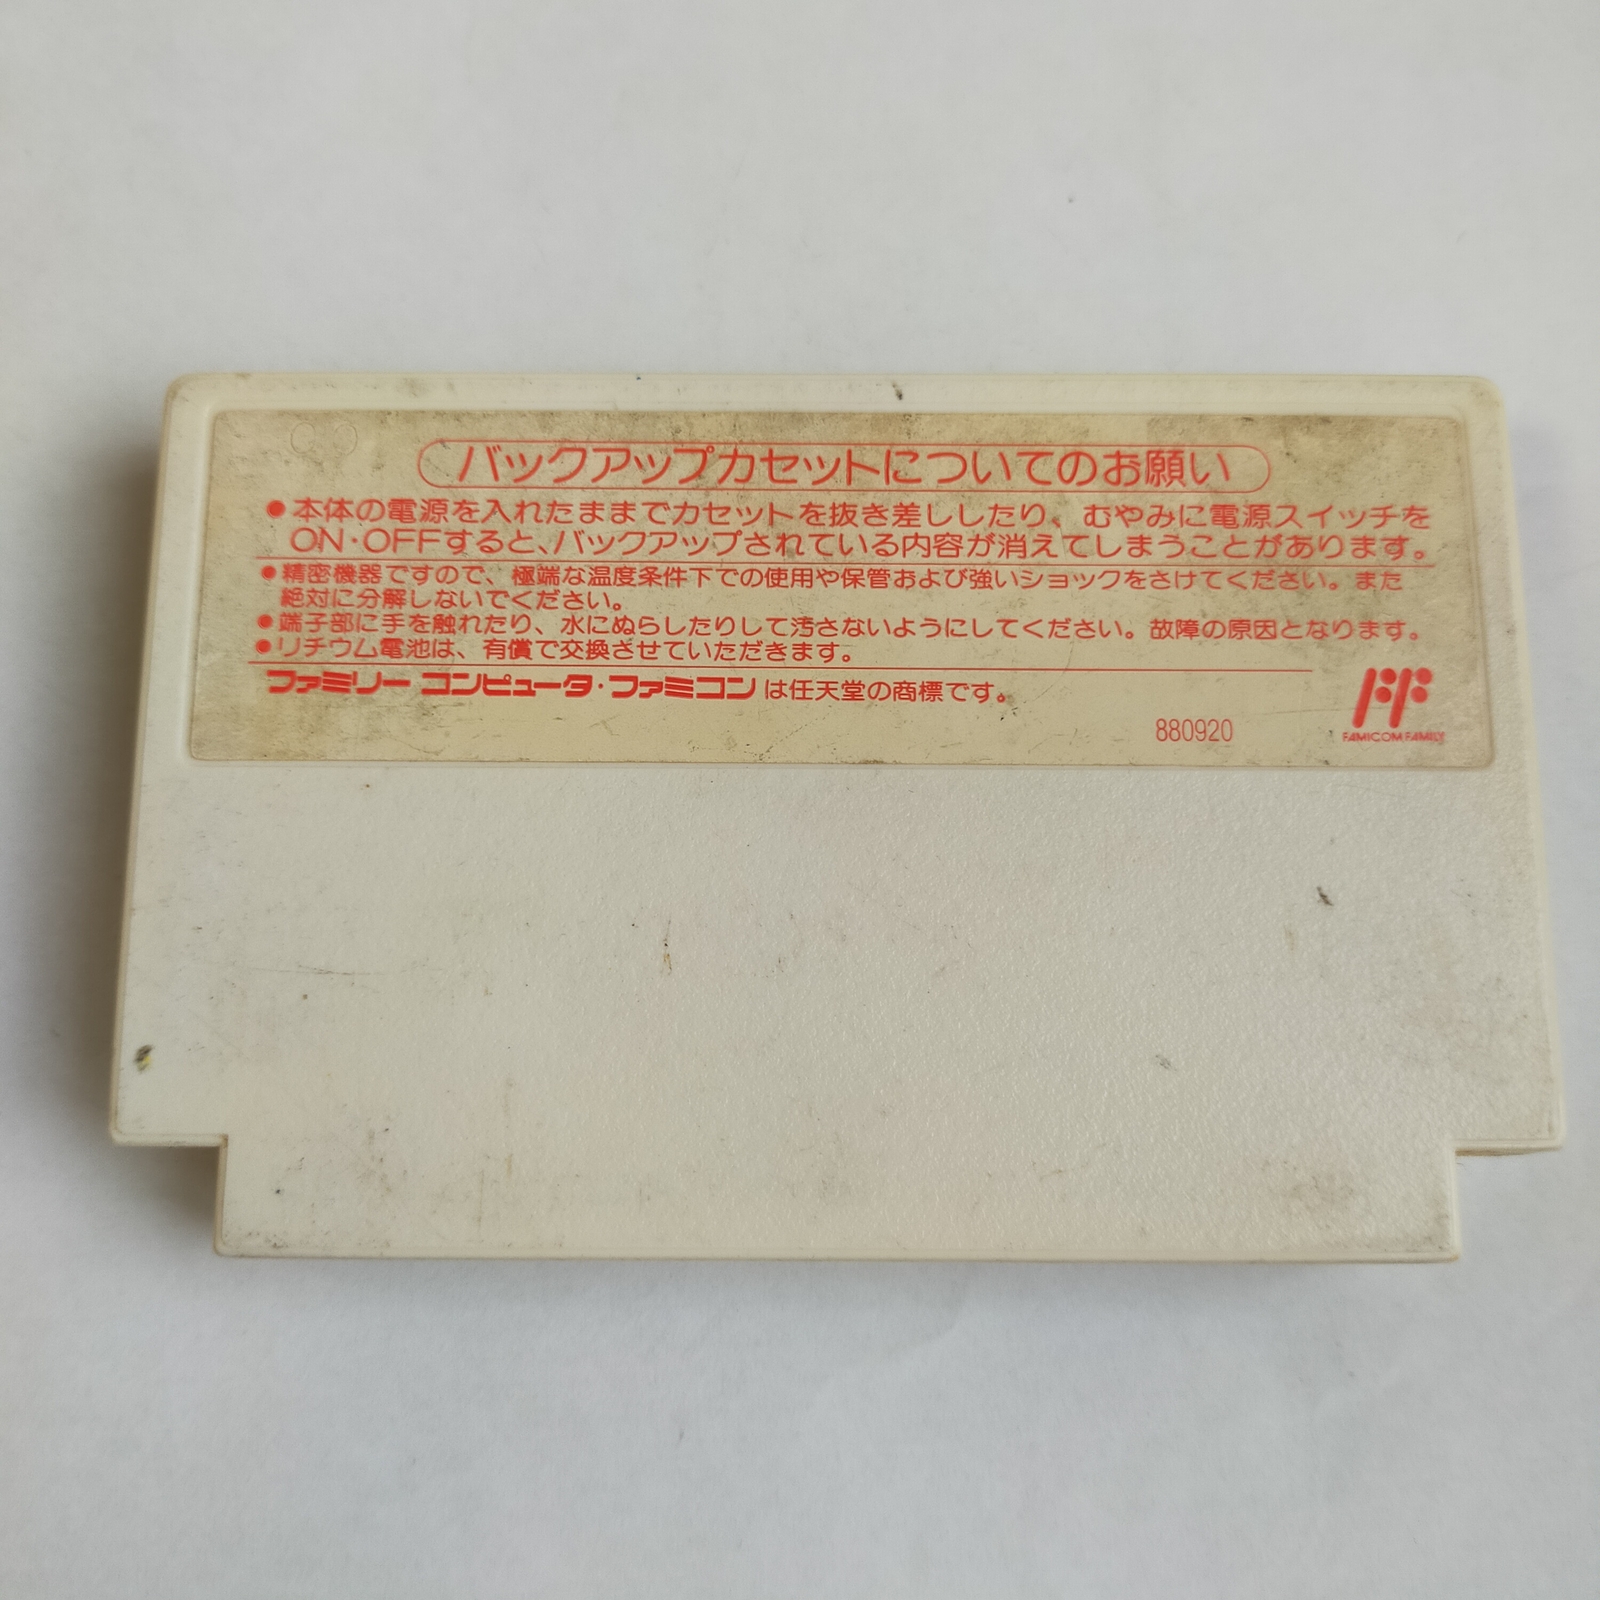 バックアップカセットについてのお願い
●本体の電源を入れたままでカセットを抜き差ししたり、むやみに電源スイッチを
ON・OFFすると、バックアップされている内容が消えてしまうことがあります。
●精密機器ですので、極端な温度条件下での使用や保管および強いショックをさけてください。また
絶対に分解しないでください。
●端子部に手を触れたり、水にぬらしたりして汚さないようにしてください。故障の原因となります。
●リチウム電池は、有償で交換させていただきます。
ファミリー コンピュータ・ファミコンは任天堂の商標です。
880920
FF
FAMICOM FAMILY